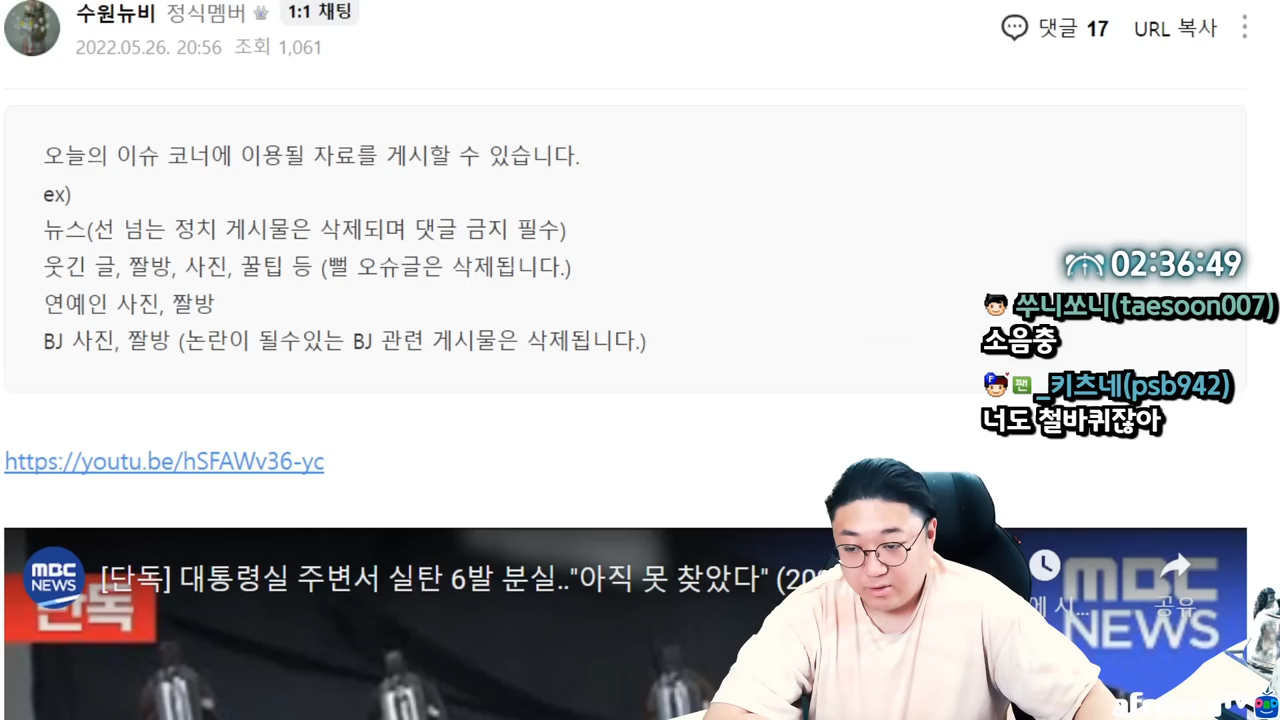 수원뉴비 정식멤버 1:1 채팅
2022.05.26. 20:56 조회 1,061
댓글 17 URL 복사
오늘의 이슈 코너에 이용될 자료를 게시할 수 있습니다.
ex)
뉴스(선 넘는 정치 게시물은 삭제되며 댓글 금지 필수)
웃긴 글, 짤방, 사진, 꿀팁 등 (뻘 오슈글은 삭제됩니다.)
연예인 사진, 짤방
BJ 사진, 짤방 (논란이 될수있는 BJ 관련 게시물은 삭제됩니다.)
02:36:49
쑤니쏘니(taesoon007)
소음충
팬 _키츠네(psb942)
너도 철바퀴잖아
https://youtu.be/hSFAWv36-yc
MBC
NEWS
[단독] 대통령실 주변서 실탄 6발 분실.."아직 못 찾았다" (20
단독
에 시... 공유
MBC
NEWS